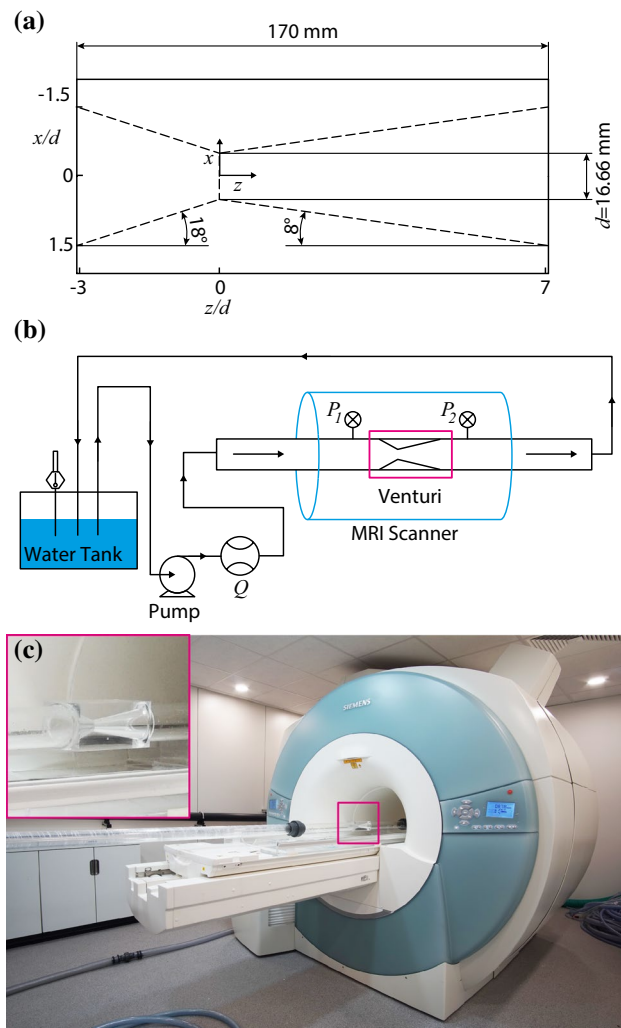 (a)
170 mm
-1.5
x/d
x
0
z
d=16.66 mm
18°
8°
1.5
-3
0
7
z/d
(b)
P1
P2
Venturi
MRI Scanner
Water Tank
Pump
Q
(c)
SIEMENS